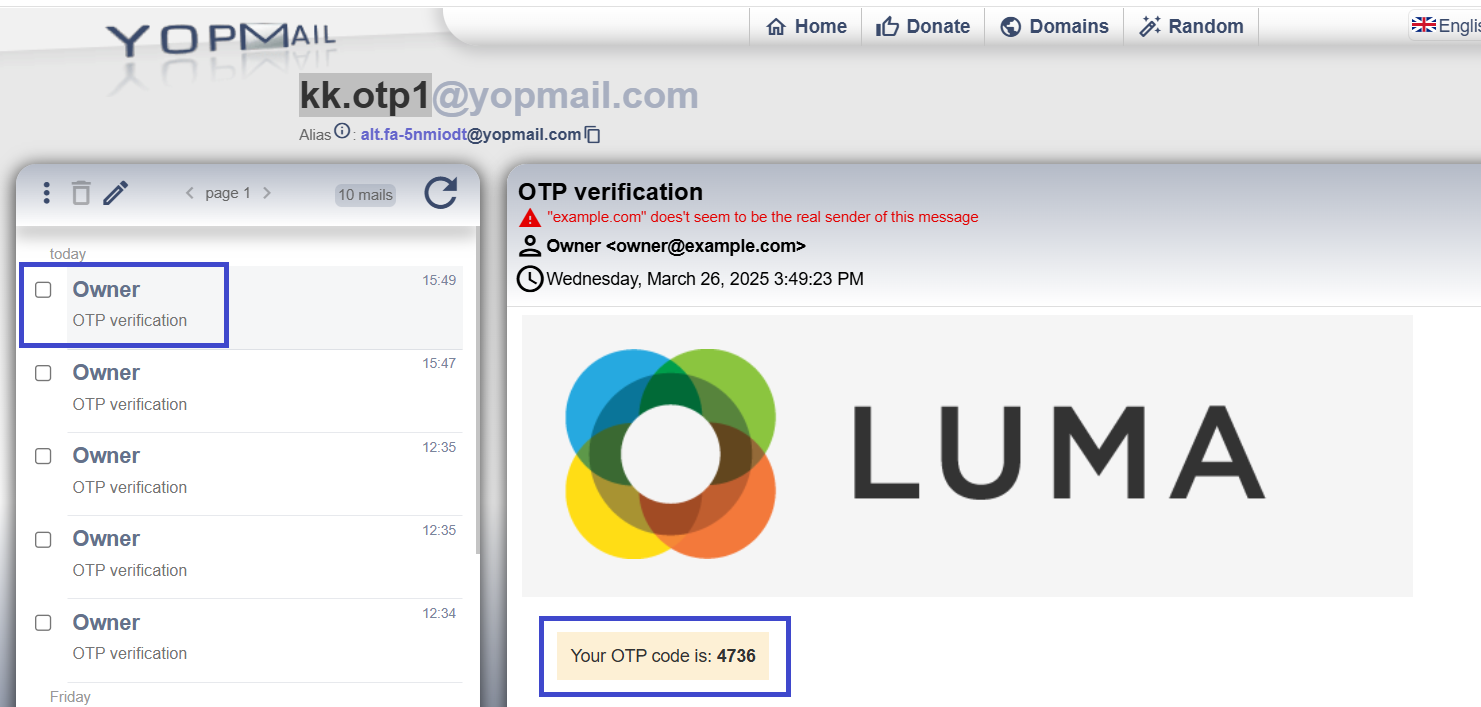 YOPMAIL
Home Donate Domains Random Englis
kk.otp1@yopmail.com
Alias : alt.fa-5nmiodt@yopmail.com
page 1 10 mails
today
Owner 15:49
OTP verification
Owner 15:47
OTP verification
Owner 12:35
OTP verification
Owner 12:35
OTP verification
Owner 12:34
OTP verification
Friday
OTP verification
"example.com" does't seem to be the real sender of this message
Owner <owner@example.com>
Wednesday, March 26, 2025 3:49:23 PM
LUMA
Your OTP code is: 4736